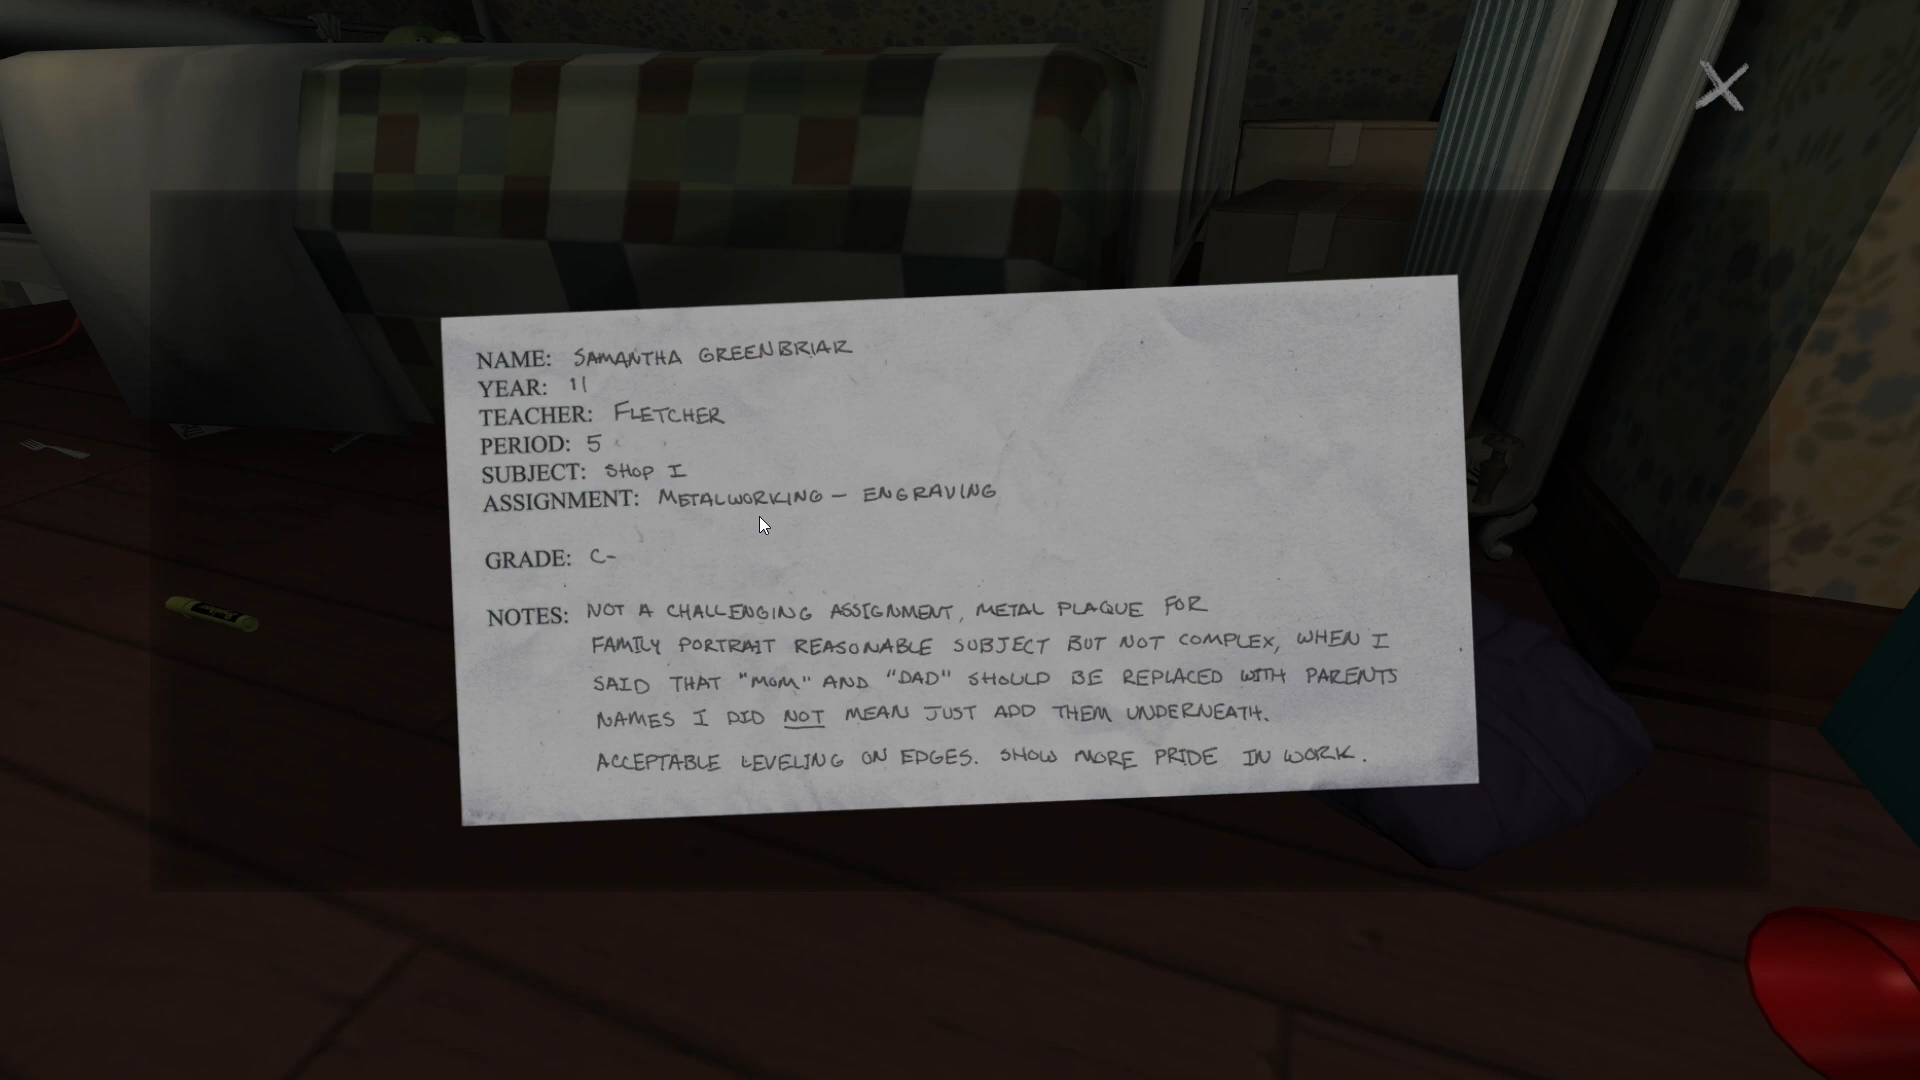 NAME: SAMANTHA GREENBRIAR
YEAR: 11
TEACHER: FLETCHER
PERIOD: 5
SUBJECT: SHOP I
ASSIGNMENT: METALWORKING - ENGRAVING
GRADE: C-
NOTES: NOT A CHALLENGING ASSIGNMENT, METAL PLAQUE FOR
FAMILY PORTRAIT REASONABLE SUBJECT BUT NOT COMPLEX, WHEN I
SAID THAT "MOM" AND "DAD" SHOULD BE REPLACED WITH PARENTS
NAMES I DID NOT MEAN JUST ADD THEM UNDERNEATH.
ACCEPTABLE LEVELING ON EDGES. SHOW MORE PRIDE IN WORK.